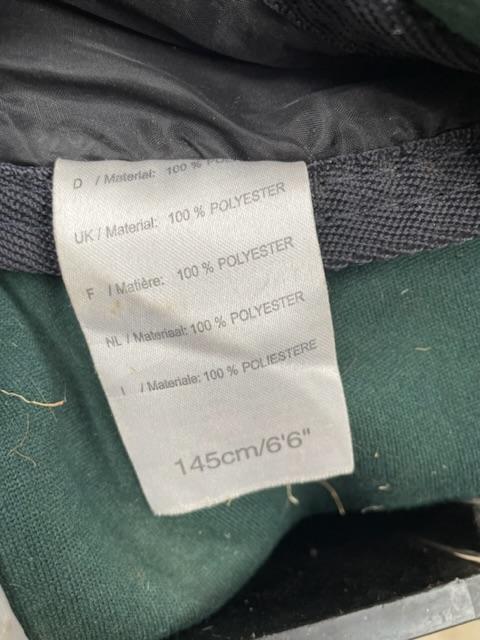 D / Material: 100 %
UK / Material: 100 % POLYESTER
F / Matière: 100 % POLYESTER
NL / Materiaal: 100 % POLYESTER
I / Materiale: 100 % POLIESTERE
145cm/6'6"